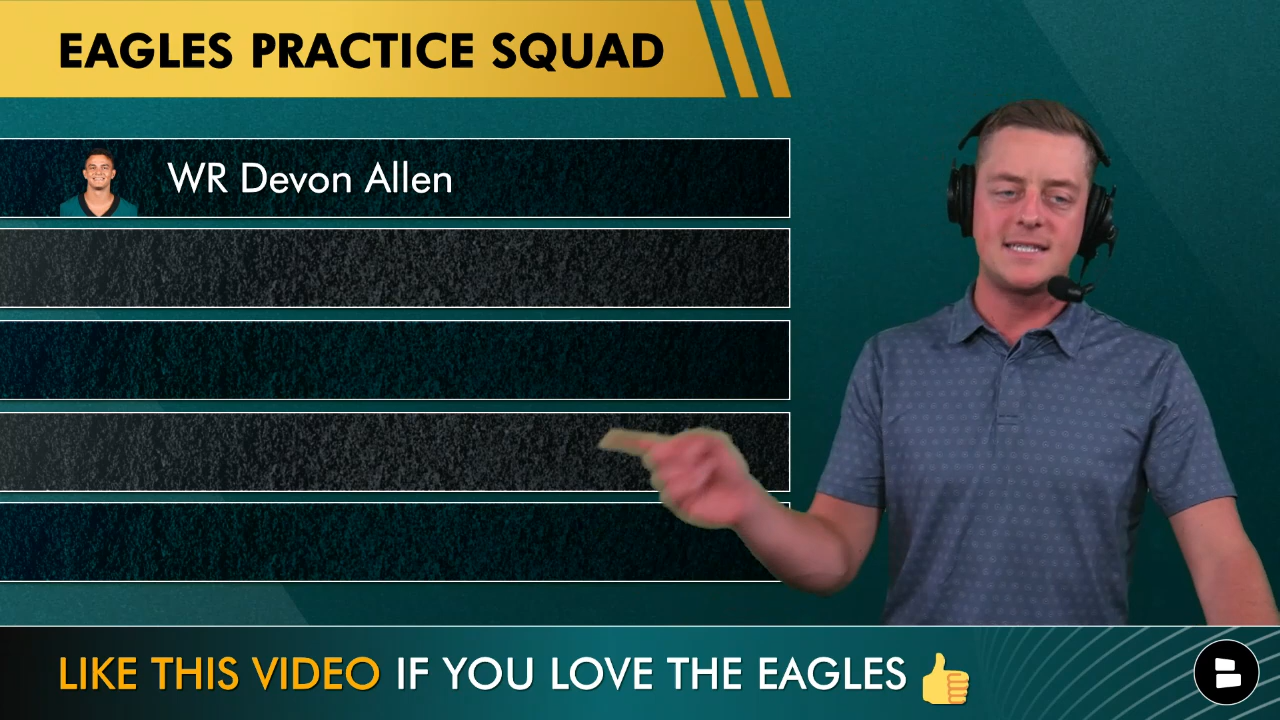 EAGLES PRACTICE SQUAD
WR Devon Allen
LIKE THIS VIDEO IF YOU LOVE THE EAGLES